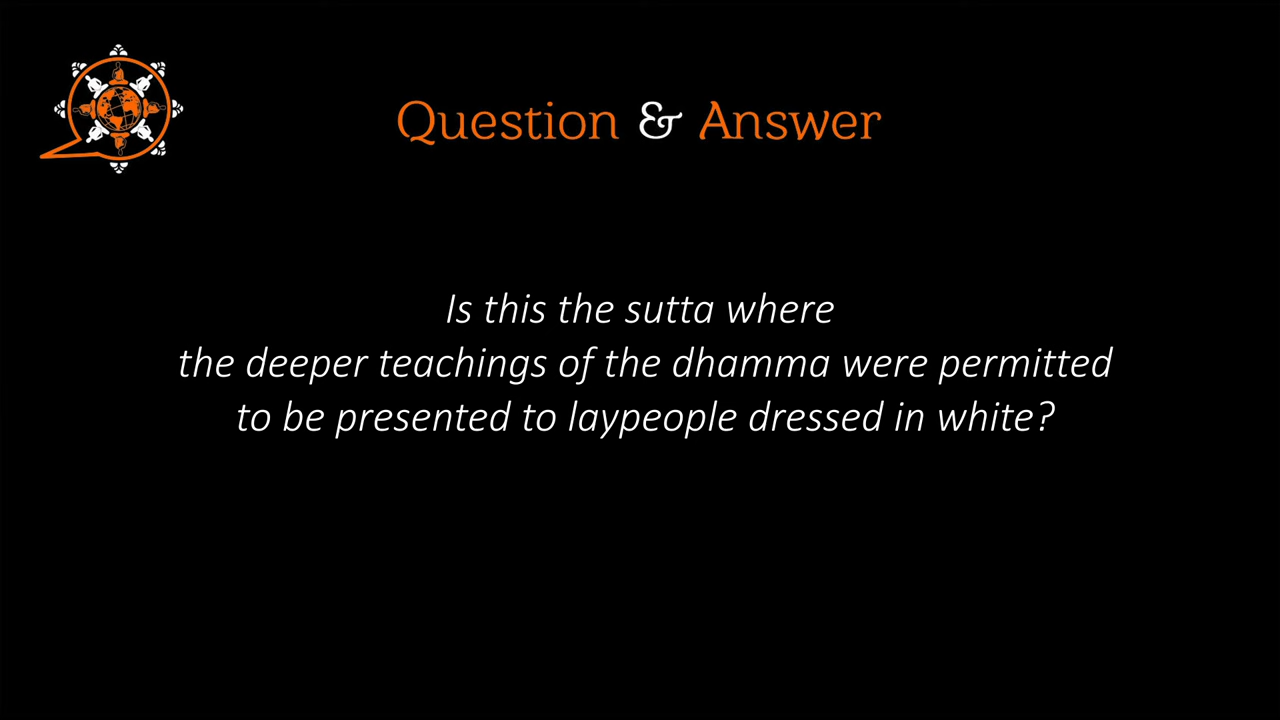 Question & Answer
Is this the sutta where
the deeper teachings of the dhamma were permitted
to be presented to laypeople dressed in white?